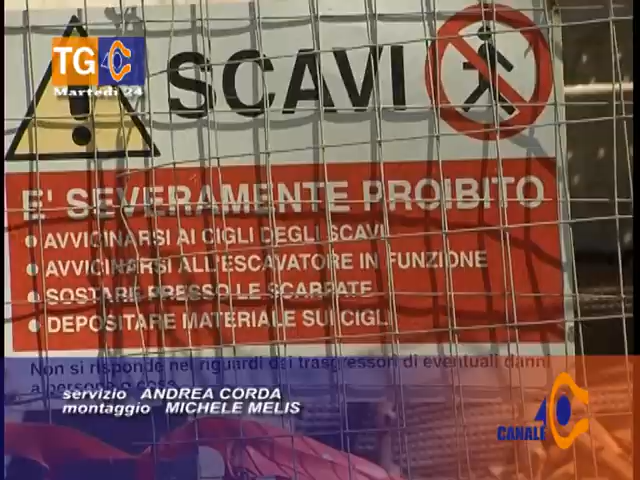 TG 4C
Martedì 24
SCAVI
E' SEVERAMENTE PROIBITO
AVVICINARSI AI CIGLI DEGLI SCAVI
AVVICINARSI ALL'ESCAVATORE IN FUNZIONE
SOSTARE PRESSO LE SCARPATE
DEPOSITARE MATERIALE SUI CIGLI
Non si risponde nei riguardi dei trasgressori di eventuali danni
a persone o cose
servizio ANDREA CORDA
montaggio MICHELE MELIS
CANALE 4